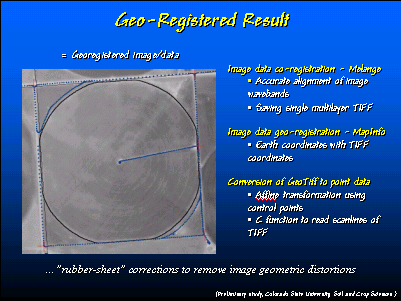 Geo-Registered Result
= Georegistered image/data
Image data co-registration - Melange
• Accurate alignment of image
wavebands
• Saving single multilayer TIFF
Image data geo-registration - MapInfo
• Earth coordinates with TIFF
coordinates
Conversion of GeoTiff to point data
• Affine transformation using
control points
• C function to read scanlines of
TIFF
..."rubber-sheet" corrections to remove image geometric distortions
(Preliminary study, Colorado State University, Soil and Crop Sciences)